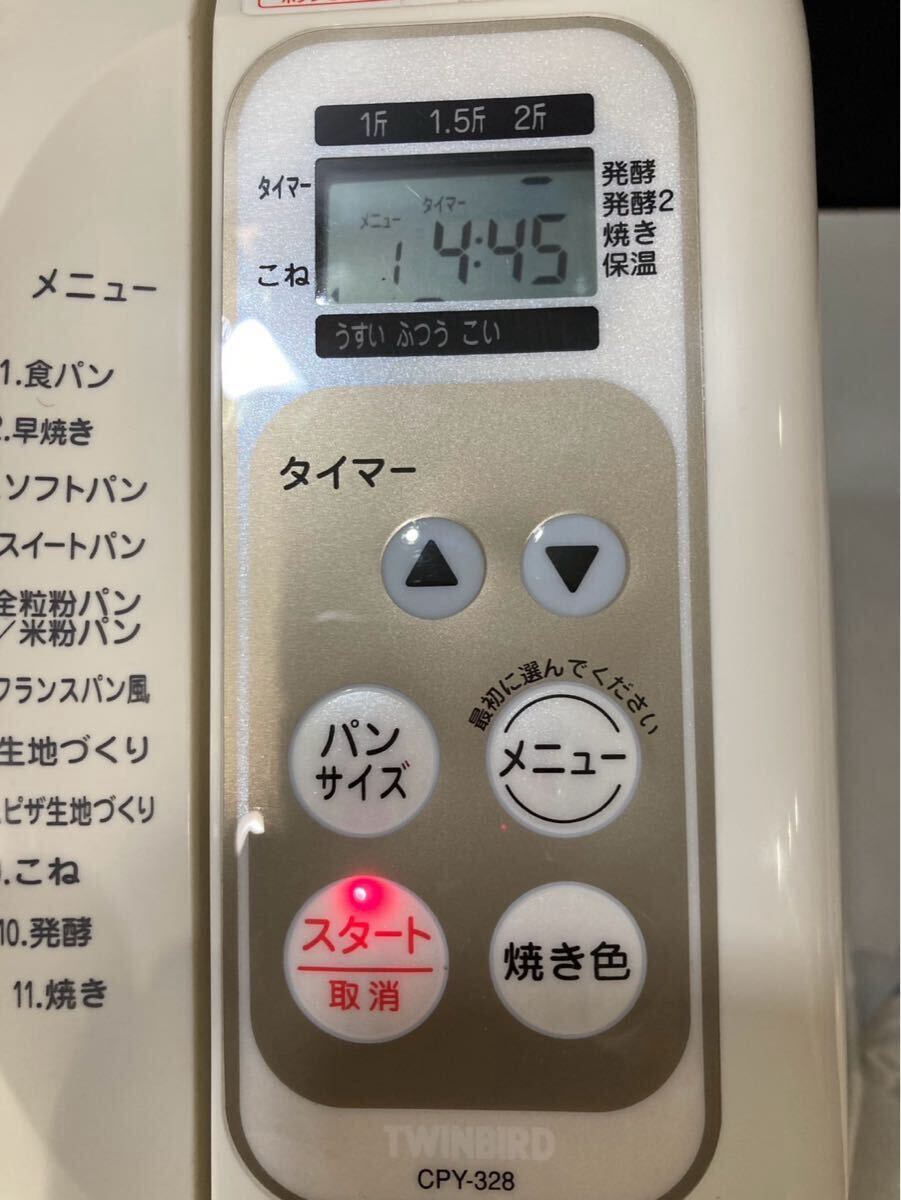 1斤 1.5斤 2斤
タイマー
こね
メニュー タイマー
1 4:45
発酵
発酵2
焼き
保温
うすい ふつう こい
メニュー
1.食パン
.早焼き
ソフトパン
スイートパン
全粒粉パン
/米粉パン
フランスパン風
生地づくり
.ピザ生地づくり
.こね
10.発酵
11.焼き
タイマー
▲ ▼
パン
サイズ
最初に選んでください
メニュー
スタート
取消
焼き色
TWINBIRD
CPY-328